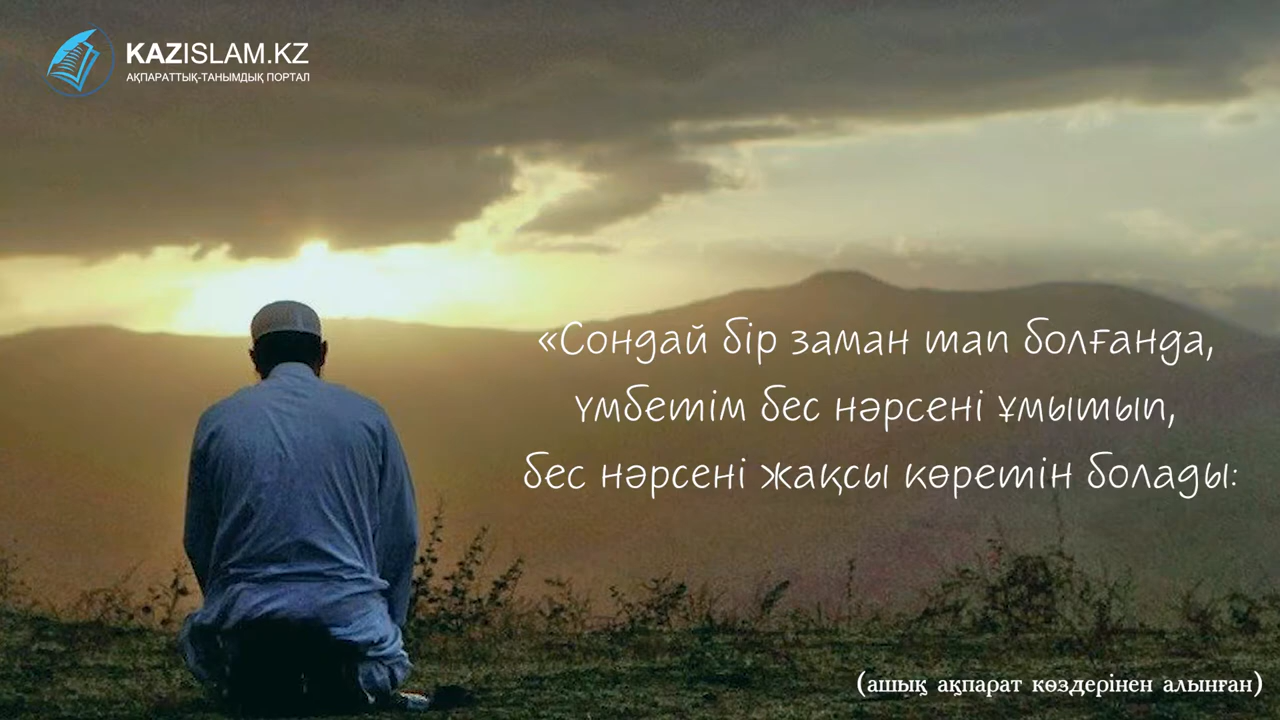 KAZISLAM.KZ
АҚПАРАТТЫҚ-ТАНЫМДЫҚ ПОРТАЛ
«Сондай бір заман тап болғанда,
үмбетім бес нәрсені ұмытып,
бес нәрсені жақсы көретін болады:
(ашық ақпарат көздерінен алынған)